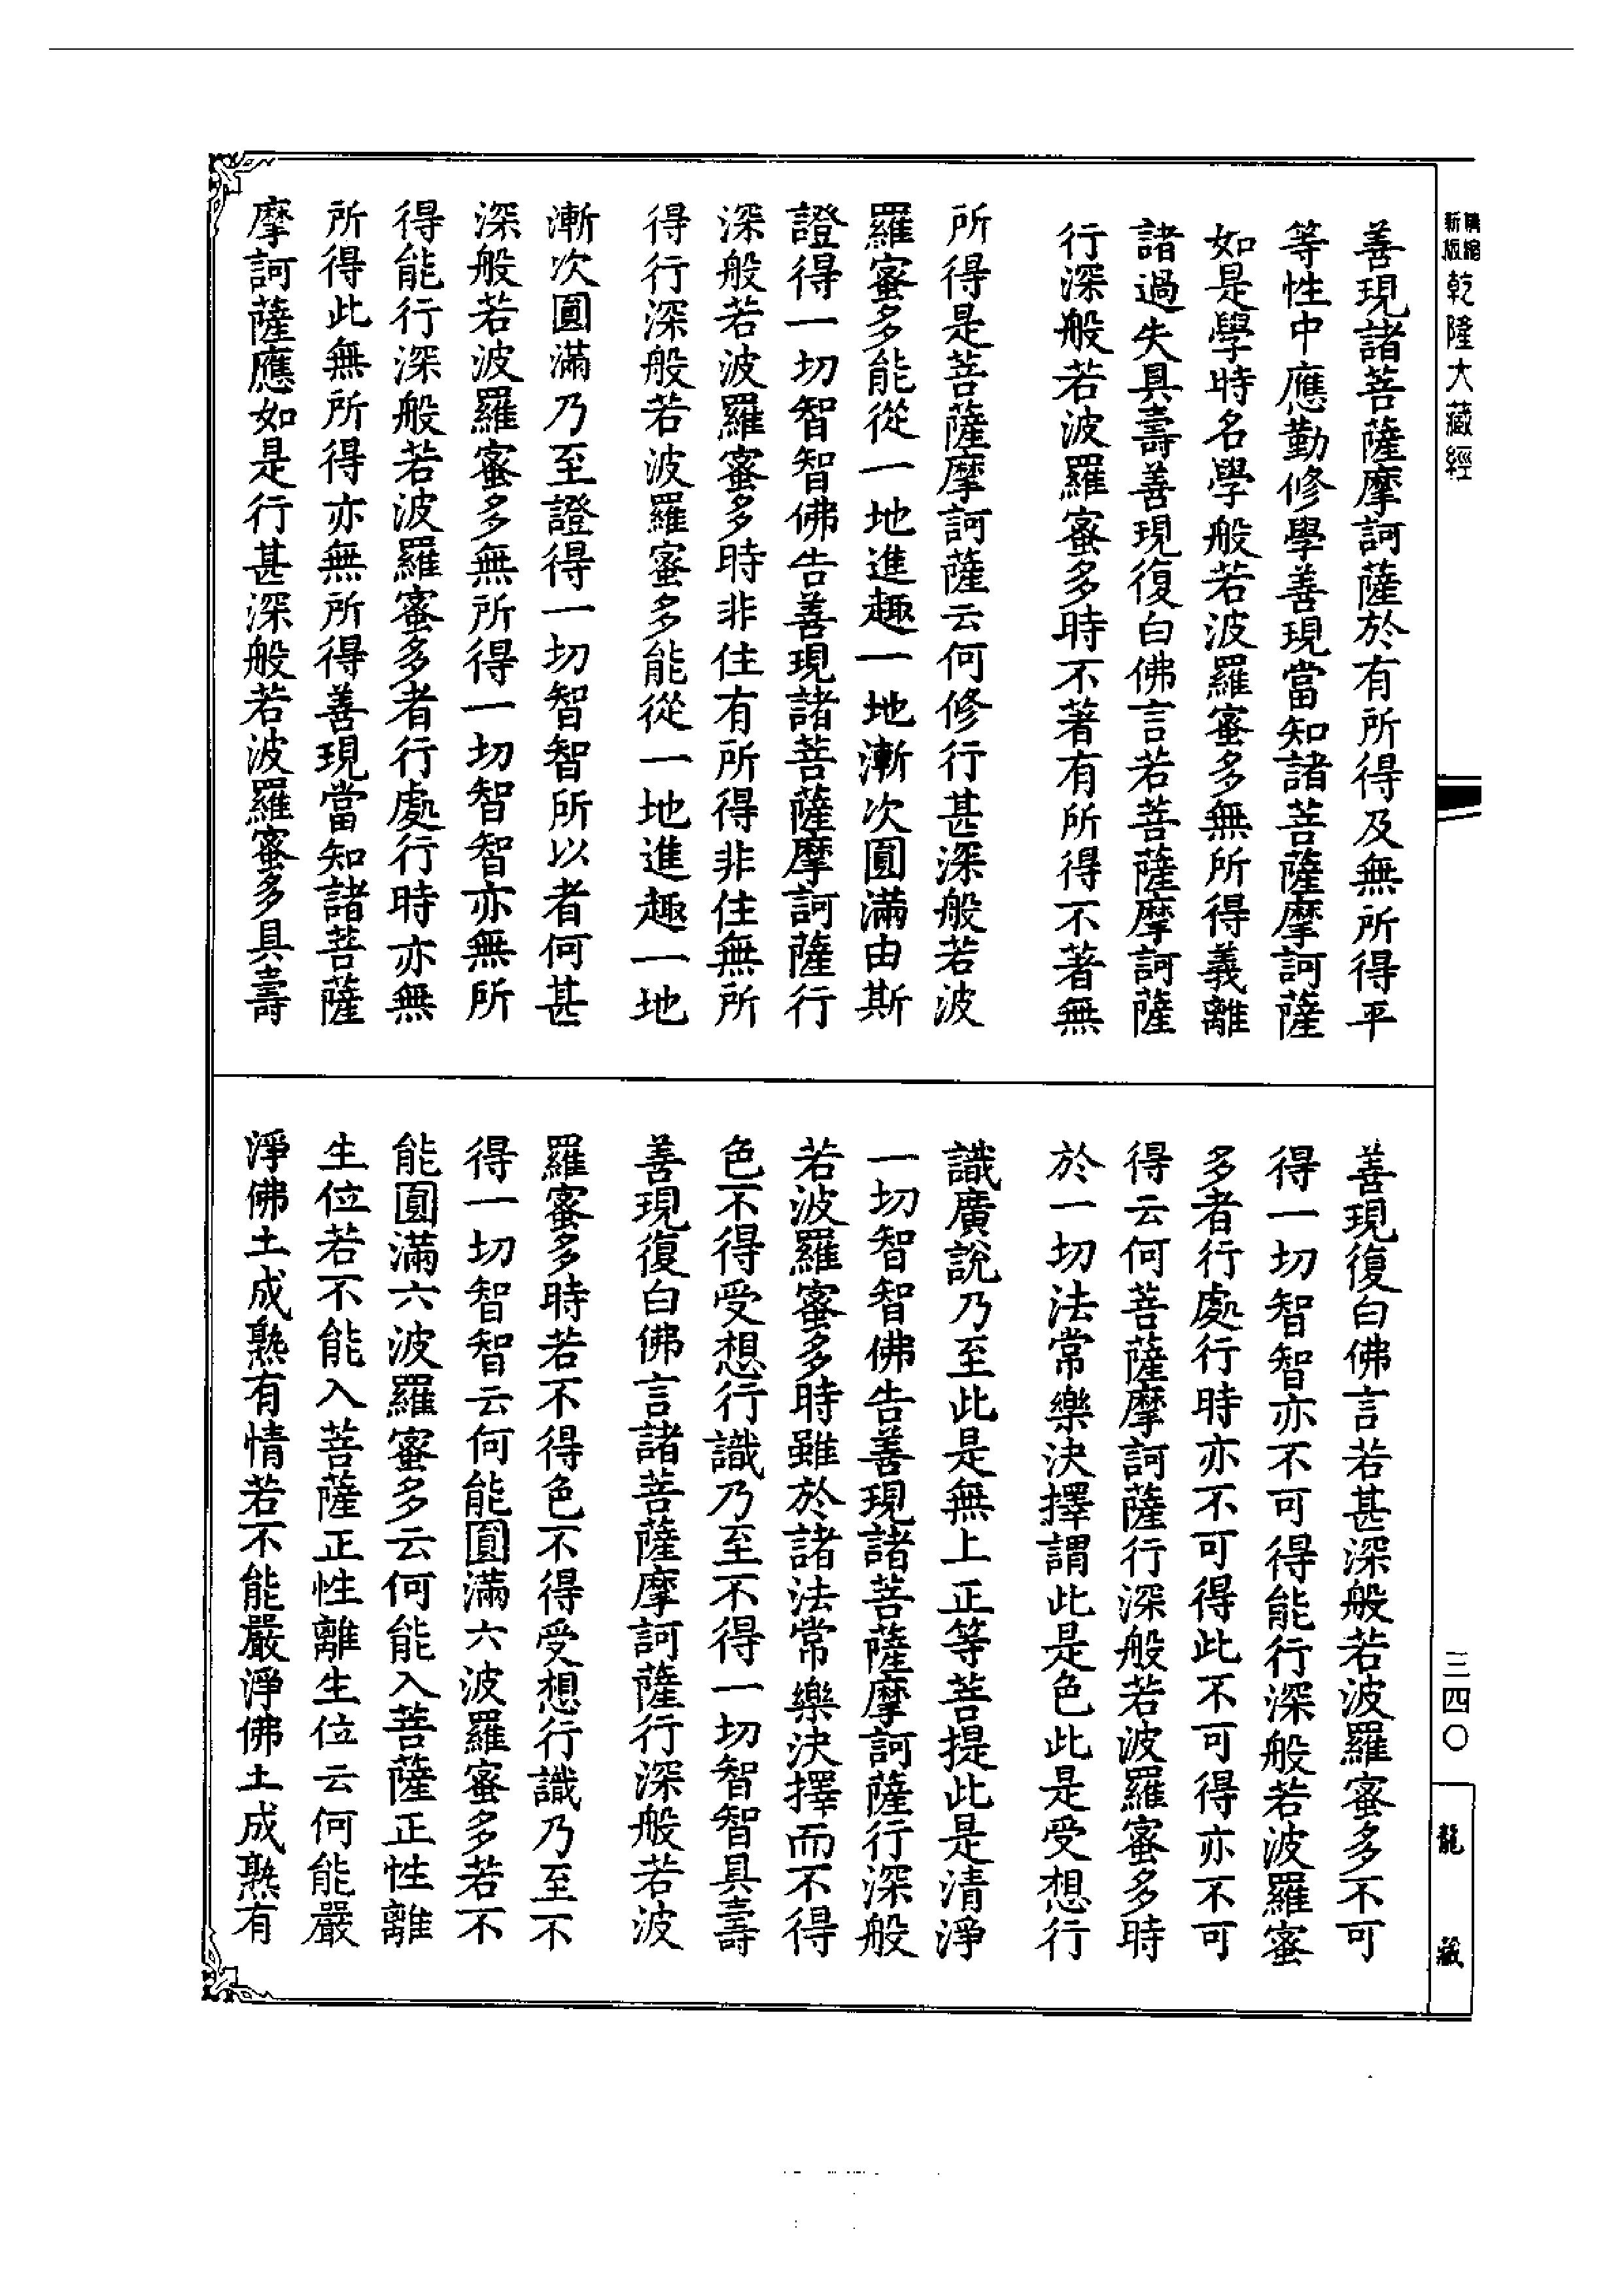 新版
精縮
乾隆大藏經
善現諸菩薩摩訶薩於有所得及無所得平
等性中應勤修學善現當知諸菩薩摩訶薩
如是學時名學般若波羅蜜多無所得義離
諸過失具壽善現復白佛言若菩薩摩訶薩
行深般若波羅蜜多時不著有所得不著無
所得是菩薩摩訶薩云何修行甚深般若波
羅蜜多能從一地進趣一地漸次圓滿由斯
證得一切智智佛告善現諸菩薩摩訶薩行
深般若波羅蜜多時非住有所得非住無所
得行深般若波羅蜜多能從一地進趣一地
漸次圓滿乃至證得一切智智所以者何甚
深般若波羅蜜多無所得一切智智亦無所
得能行深般若波羅蜜多者行處行時亦無
所得此無所得亦無所得善現當知諸菩薩
摩訶薩應如是行甚深般若波羅蜜多具壽
善現復白佛言若甚深般若波羅蜜多不可
得一切智智亦不可得能行深般若波羅蜜
多者行處行時亦不可得此不可得亦不可
得云何菩薩摩訶薩行深般若波羅蜜多時
於一切法常樂決擇謂此是色此是受想行
識廣說乃至此是無上正等菩提此是清淨
一切智智佛告善現諸菩薩摩訶薩行深般
若波羅蜜多時雖於諸法常樂決擇而不得
色不得受想行識乃至不得一切智智具壽
善現復白佛言諸菩薩摩訶薩行深般若波
羅蜜多時若不得色不得受想行識乃至不
得一切智智云何能圓滿六波羅蜜多若不
能圓滿六波羅蜜多云何能入菩薩正性離
生位若不能入菩薩正性離生位云何能嚴
淨佛土成熟有情若不能嚴淨佛土成熟有
三四〇
龍藏